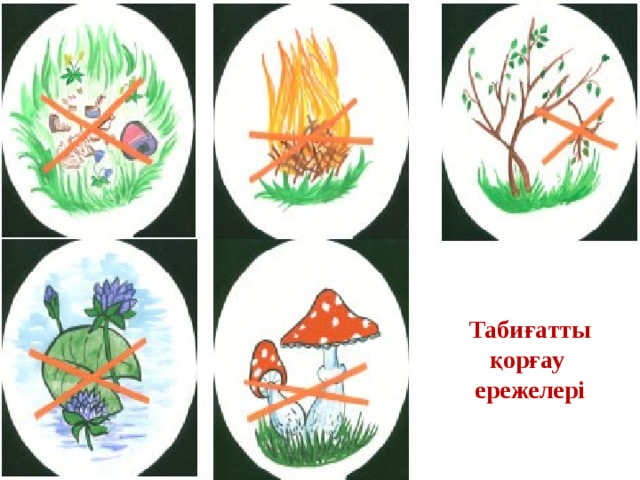 Табиғатты
қорғау
ережелері